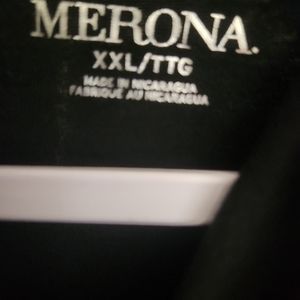 MERONA.
XXL/TTG
MADE IN NICARAGUA
FABRIQUÉ AU NICARAGUA